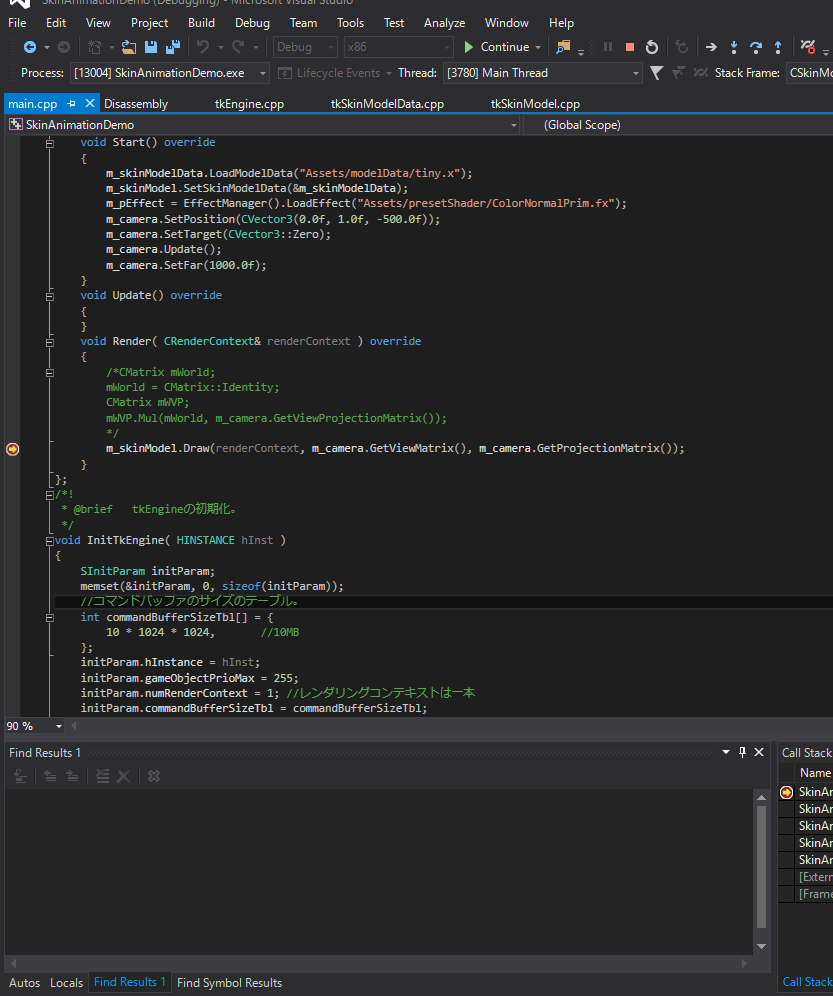 SkinAnimationDemo (Debugging) - Microsoft Visual Studio
File Edit View Project Build Debug Team Tools Test Analyze Window Help
Debug x86 Continue
Process: [13004] SkinAnimationDemo.exe Lifecycle Events Thread: [3780] Main Thread Stack Frame: CSkinMo
main.cpp Disassembly tkEngine.cpp tkSkinModelData.cpp tkSkinModel.cpp
SkinAnimationDemo (Global Scope)
void Start() override
{
m_skinModelData.LoadModelData("Assets/modelData/tiny.x");
m_skinModel.SetSkinModelData(&m_skinModelData);
m_pEffect = EffectManager().LoadEffect("Assets/presetShader/ColorNormalPrim.fx");
m_camera.SetPosition(CVector3(0.0f, 1.0f, -500.0f));
m_camera.SetTarget(CVector3::Zero);
m_camera.Update();
m_camera.SetFar(1000.0f);
}
void Update() override
{
}
void Render( CRenderContext& renderContext ) override
{
/*CMatrix mWorld;
mWorld = CMatrix::Identity;
CMatrix mWVP;
mWVP.Mul(mWorld, m_camera.GetViewProjectionMatrix());
*/
m_skinModel.Draw(renderContext, m_camera.GetViewMatrix(), m_camera.GetProjectionMatrix());
}
};
/*!
* @brief tkEngineの初期化。
*/
void InitTkEngine( HINSTANCE hInst )
{
SInitParam initParam;
memset(&initParam, 0, sizeof(initParam));
//コマンドバッファのサイズのテーブル。
int commandBufferSizeTbl[] = {
10 * 1024 * 1024, //10MB
};
initParam.hInstance = hInst;
initParam.gameObjectPrioMax = 255;
initParam.numRenderContext = 1; //レンダリングコンテキストは一本
initParam.commandBufferSizeTbl = commandBufferSizeTbl;
90 %
Find Results 1
Call Stack
Name
SkinAn
SkinAn
SkinAn
SkinAn
SkinAn
[Extern
[Frame
Autos Locals Find Results 1 Find Symbol Results
Call Stack